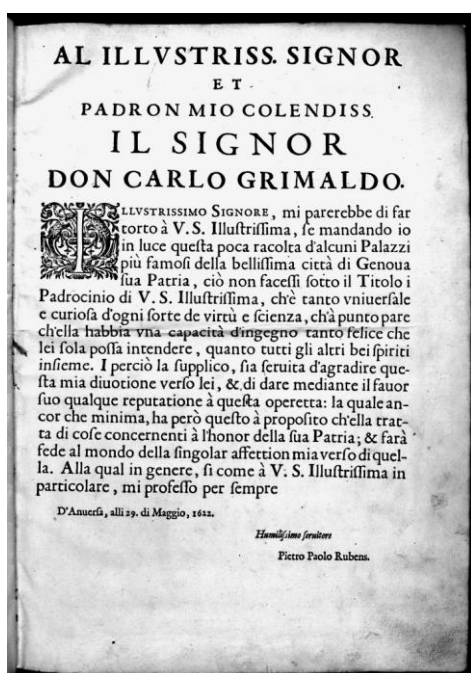 AL ILLVSTRISS. SIGNOR
ET
PADRON MIO COLENDISS.
IL SIGNOR
DON CARLO GRIMALDO.
ILLVSTRISSIMO SIGNORE, mi parerebbe di far
torto à V. S. Illuſtriſſima, ſe mandando io
in luce queſta poca racolta d'alcuni Palazzi
più famoſi della belliſſima città di Genoua
ſua Patria, ciò non faceſſi ſotto il Titolo i
Padrocinio di V. S. Illuſtriſſima, ch'è tanto vniuerſale
e curioſa d'ogni ſorte de virtù e ſcienza, ch'à punto pare
ch'ella habbia vna capacità d'ingegno tanto felice che
lei ſola poſſa intendere, quanto tutti gli altri bei ſpiriti
inſieme. I perciò la ſupplico, ſia ſeruita d'agradire que-
ſta mia diuotione verſo lei, & di dare mediante il fauor
ſuo qualque reputatione à queſta operetta: la quale an-
cor che minima, ha però queſto à propoſito ch'ella trat-
ta di coſe concernenti à l'honor della ſua Patria; & farà
fede al mondo della ſingolar affection mia verſo di quel-
la. Alla qual in genere, ſi come à V. S. Illuſtriſſima in
particolare, mi profeſſo per ſempre
D'Anuerſa, alli 29. di Maggio, 1622.
Humiliſſimo ſeruitore
Pietro Paolo Rubens.